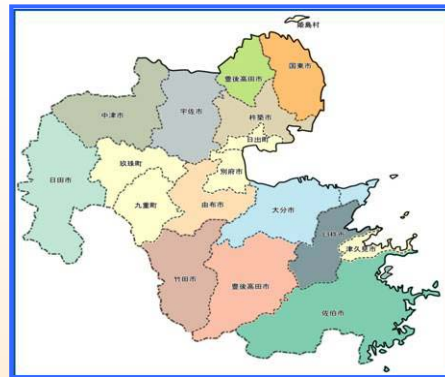 姫島村
国東市
豊後高田市
中津市
宇佐市
杵築市
日出町
玖珠町
別府市
日田市
九重町
由布市
大分市
臼杵市
津久見市
竹田市
豊後高田市
佐伯市